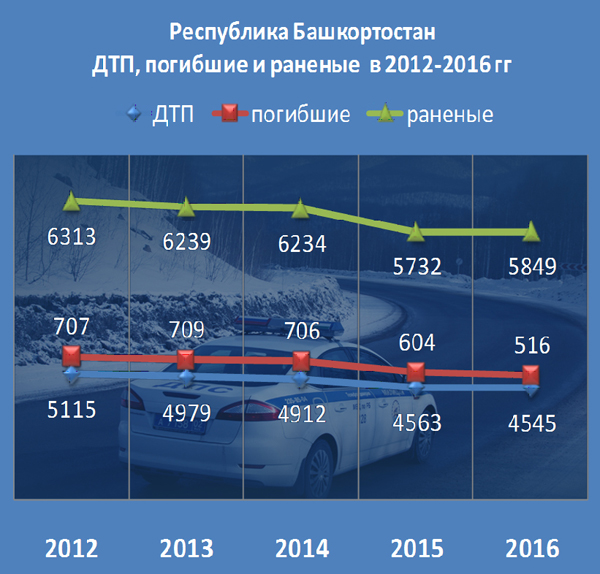 Республика Башкортостан
ДТП, погибшие и раненые в 2012-2016 гг
ДТП погибшие раненые
6313 6239 6234 5732 5849
707 709 706 604 516
5115 4979 4912 4563 4545
ДПС
2012 2013 2014 2015 2016